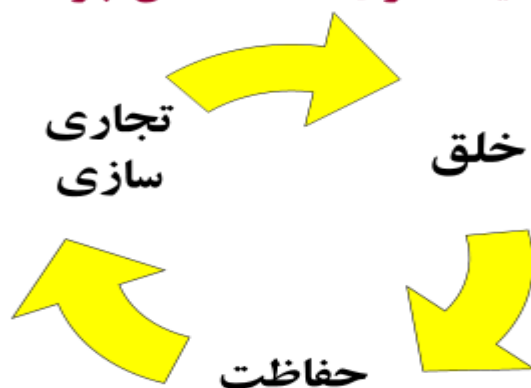 تجاری
سازی
خلق
حفاظت